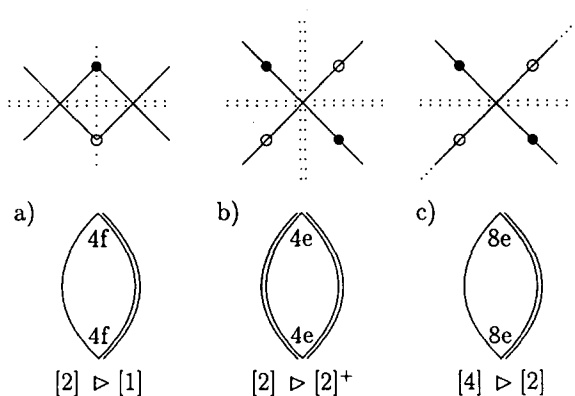 a)
b)
c)
4f
4e
8e
4f
4e
8e
[2] ▷ [1]
[2] ▷ [2]⁺
[4] ▷ [2]